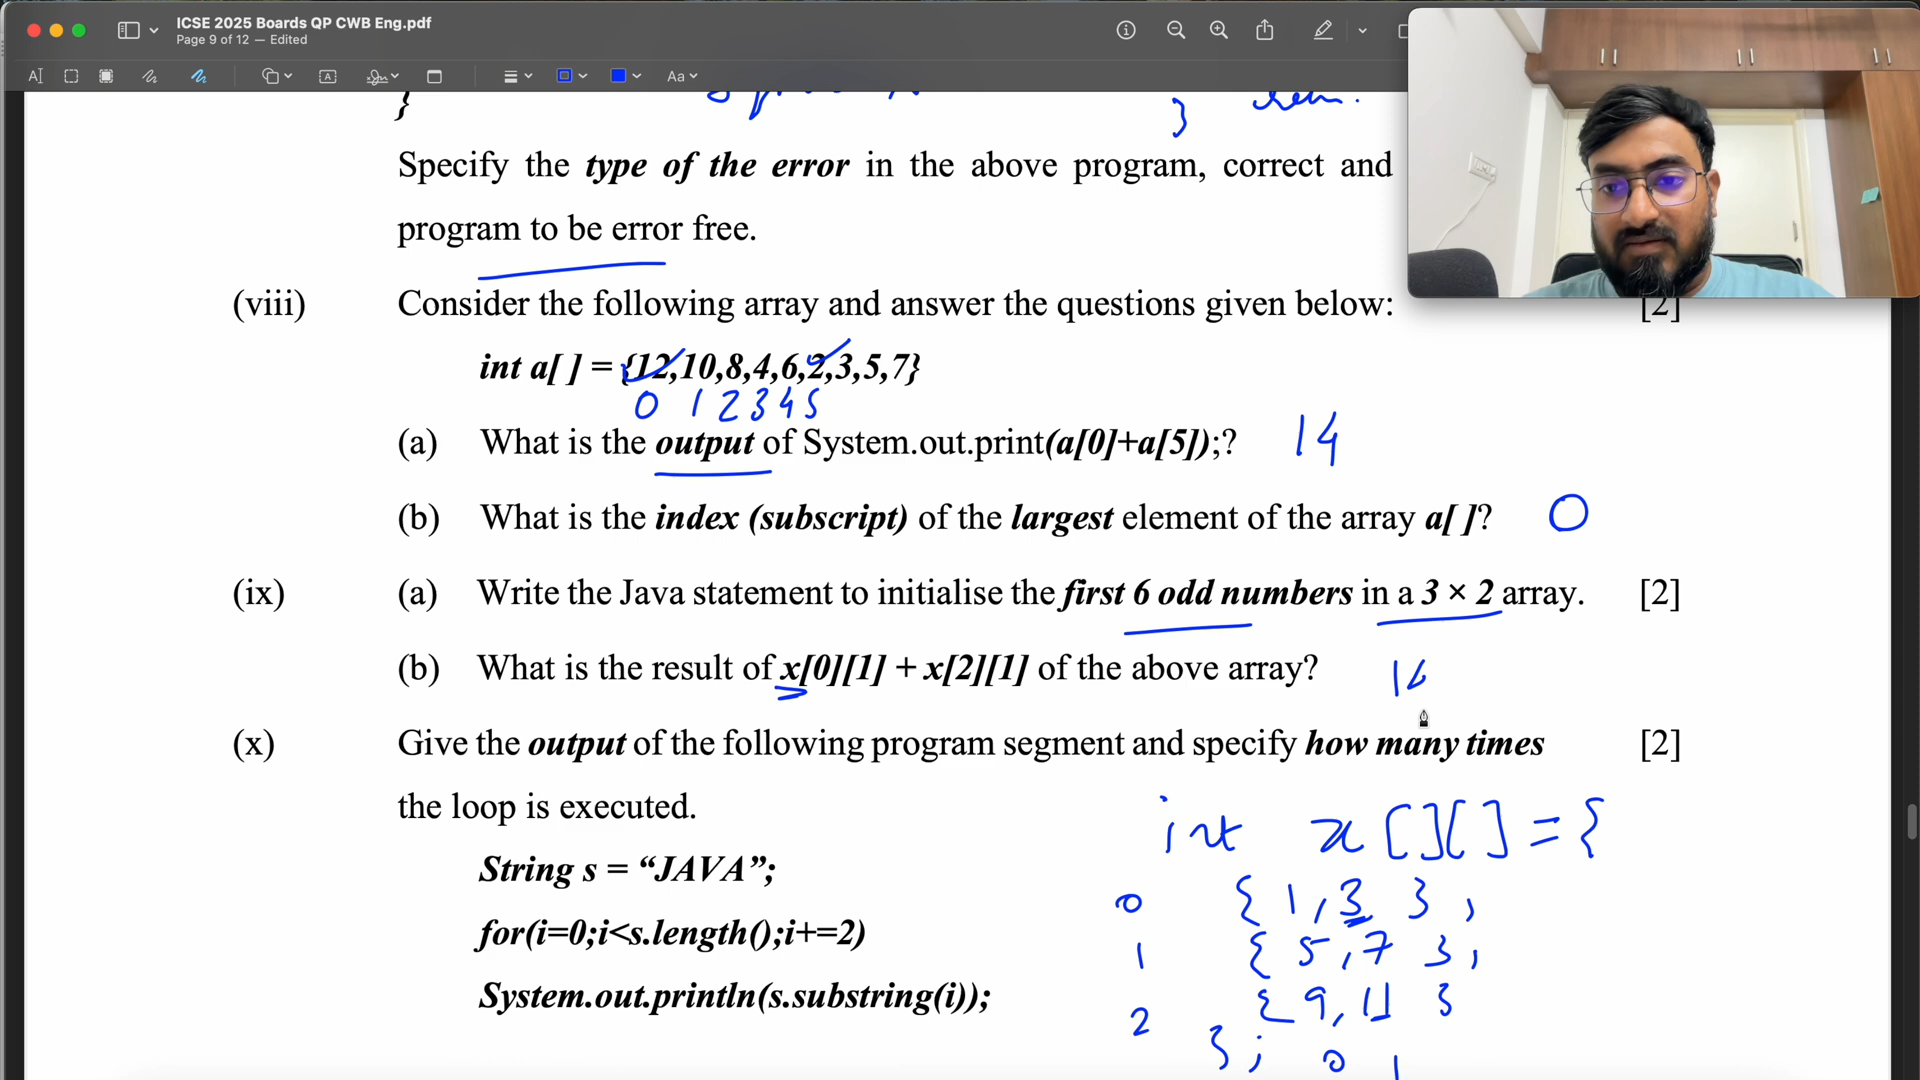 ICSE 2025 Boards QP CWB Eng.pdf
Page 9 of 12 — Edited
Aa
}
}
Specify the type of the error in the above program, correct and
program to be error free.
(viii) Consider the following array and answer the questions given below: [2]
int a[ ] = {12,10,8,4,6,2,3,5,7}
0 1 2 3 4 5
(a) What is the output of System.out.print(a[0]+a[5]);? 14
(b) What is the index (subscript) of the largest element of the array a[ ]? 0
(ix) (a) Write the Java statement to initialise the first 6 odd numbers in a 3 × 2 array. [2]
(b) What is the result of x[0][1] + x[2][1] of the above array? 14
(x) Give the output of the following program segment and specify how many times [2]
the loop is executed.
int x[][] = {
String s = “JAVA”;
0 { 1, 3 } ,
for(i=0;i<s.length();i+=2)
1 { 5, 7 } ,
System.out.println(s.substring(i));
2 { 9, 11 }
} ; 0 1